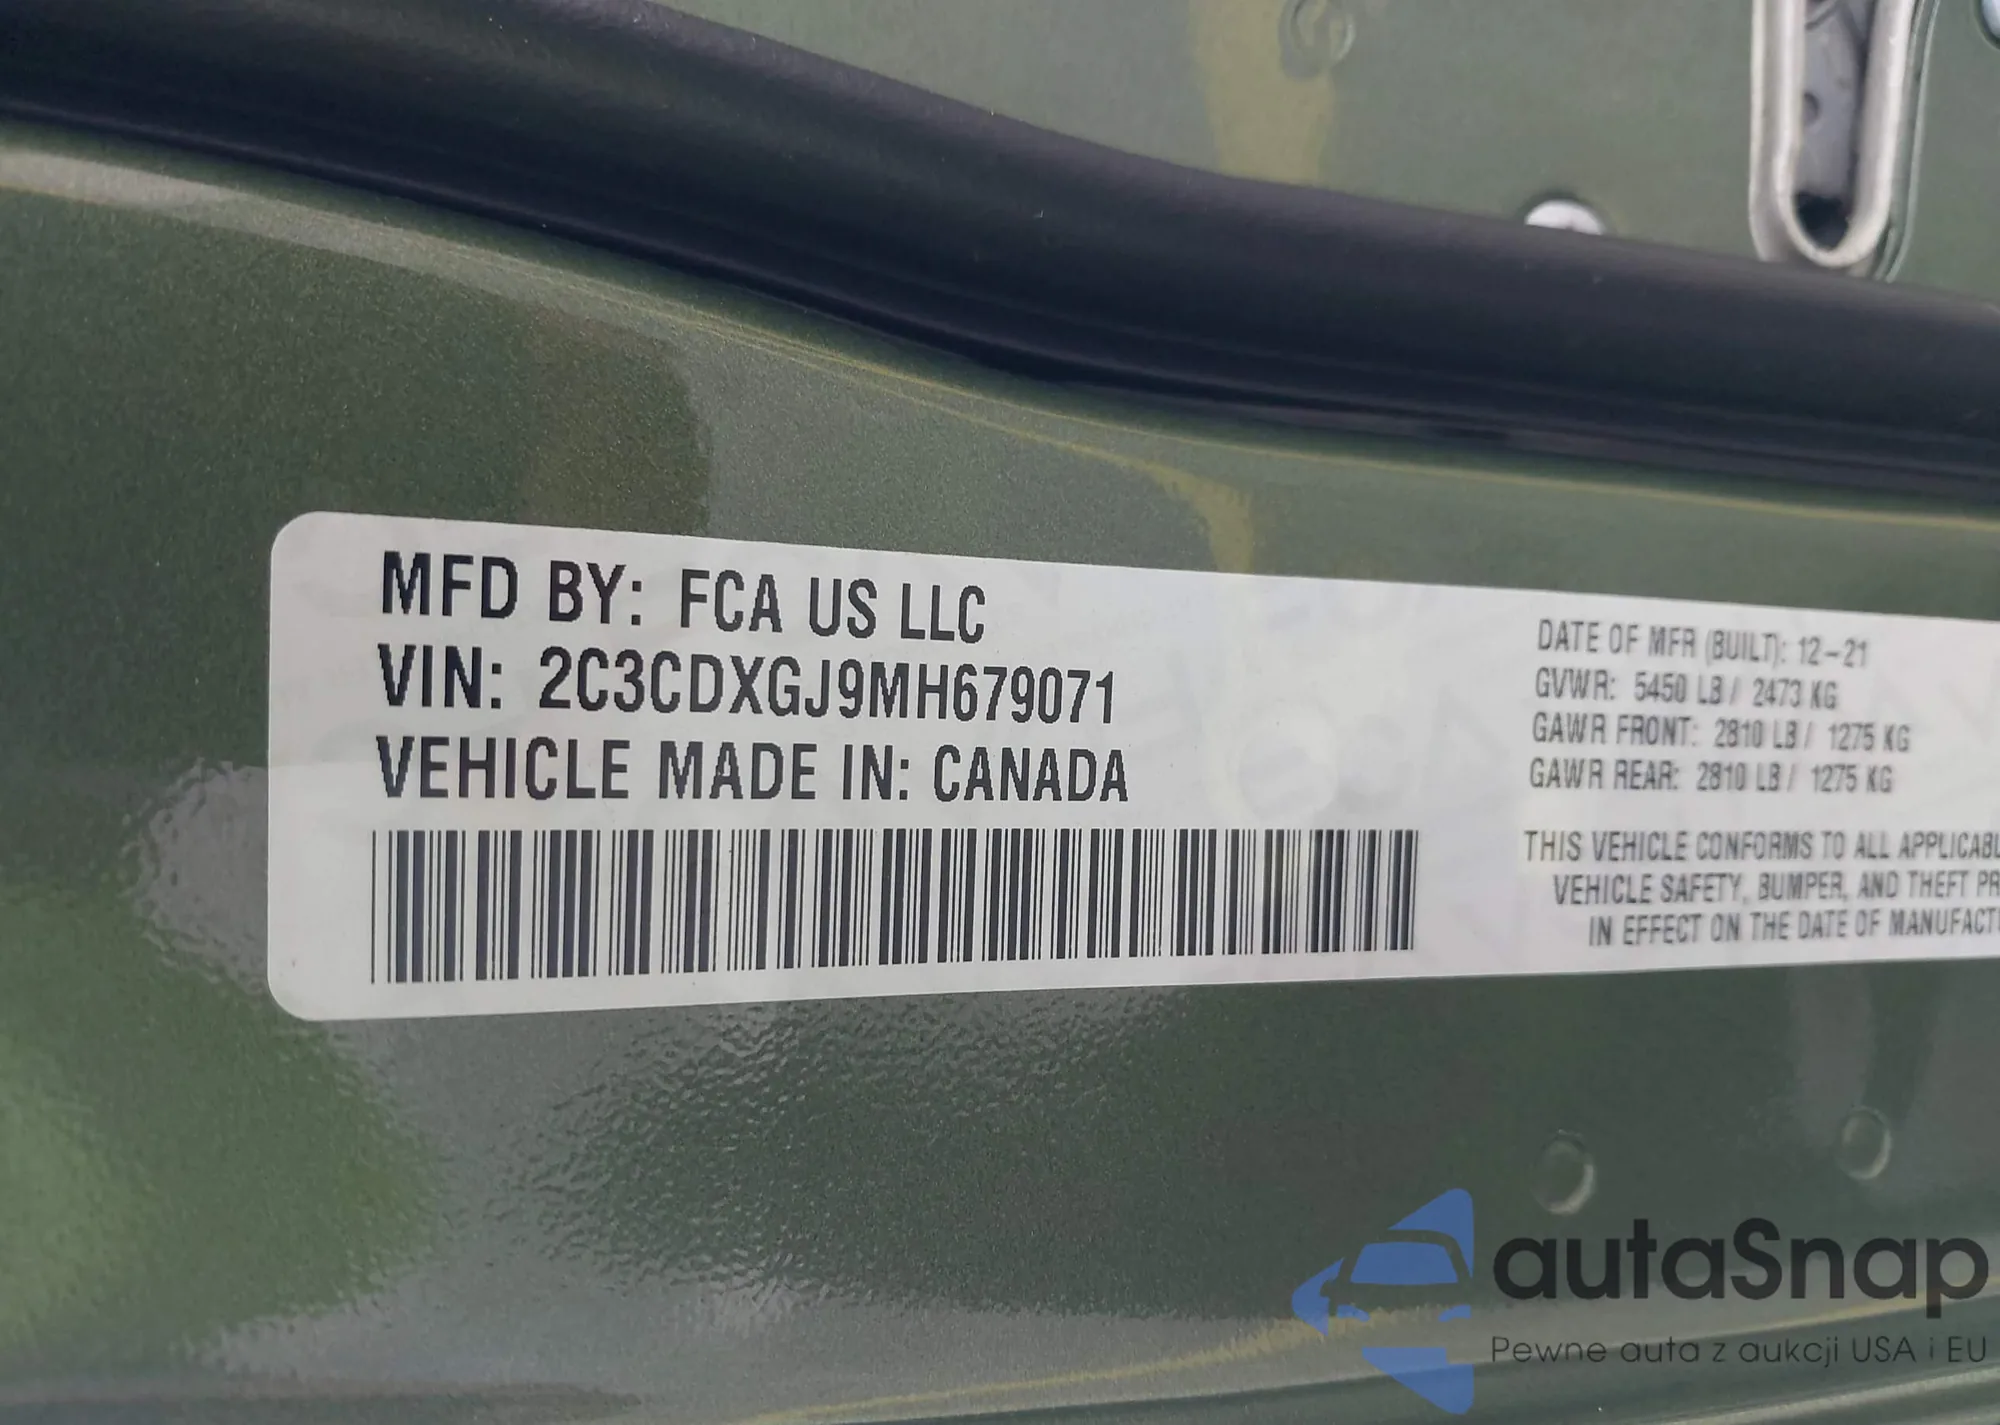 MFD BY: FCA US LLC
VIN: 2C3CDXGJ9MH679071
VEHICLE MADE IN: CANADA
DATE OF MFR (BUILT): 12-21
GVWR: 5450 LB / 2473 KG
GAWR FRONT: 2810 LB / 1275 KG
GAWR REAR: 2810 LB / 1275 KG
THIS VEHICLE CONFORMS TO ALL APPLICABL
VEHICLE SAFETY, BUMPER, AND THEFT PR
IN EFFECT ON THE DATE OF MANUFACT
autaSnap
Pewne auta z aukcji USA i EU